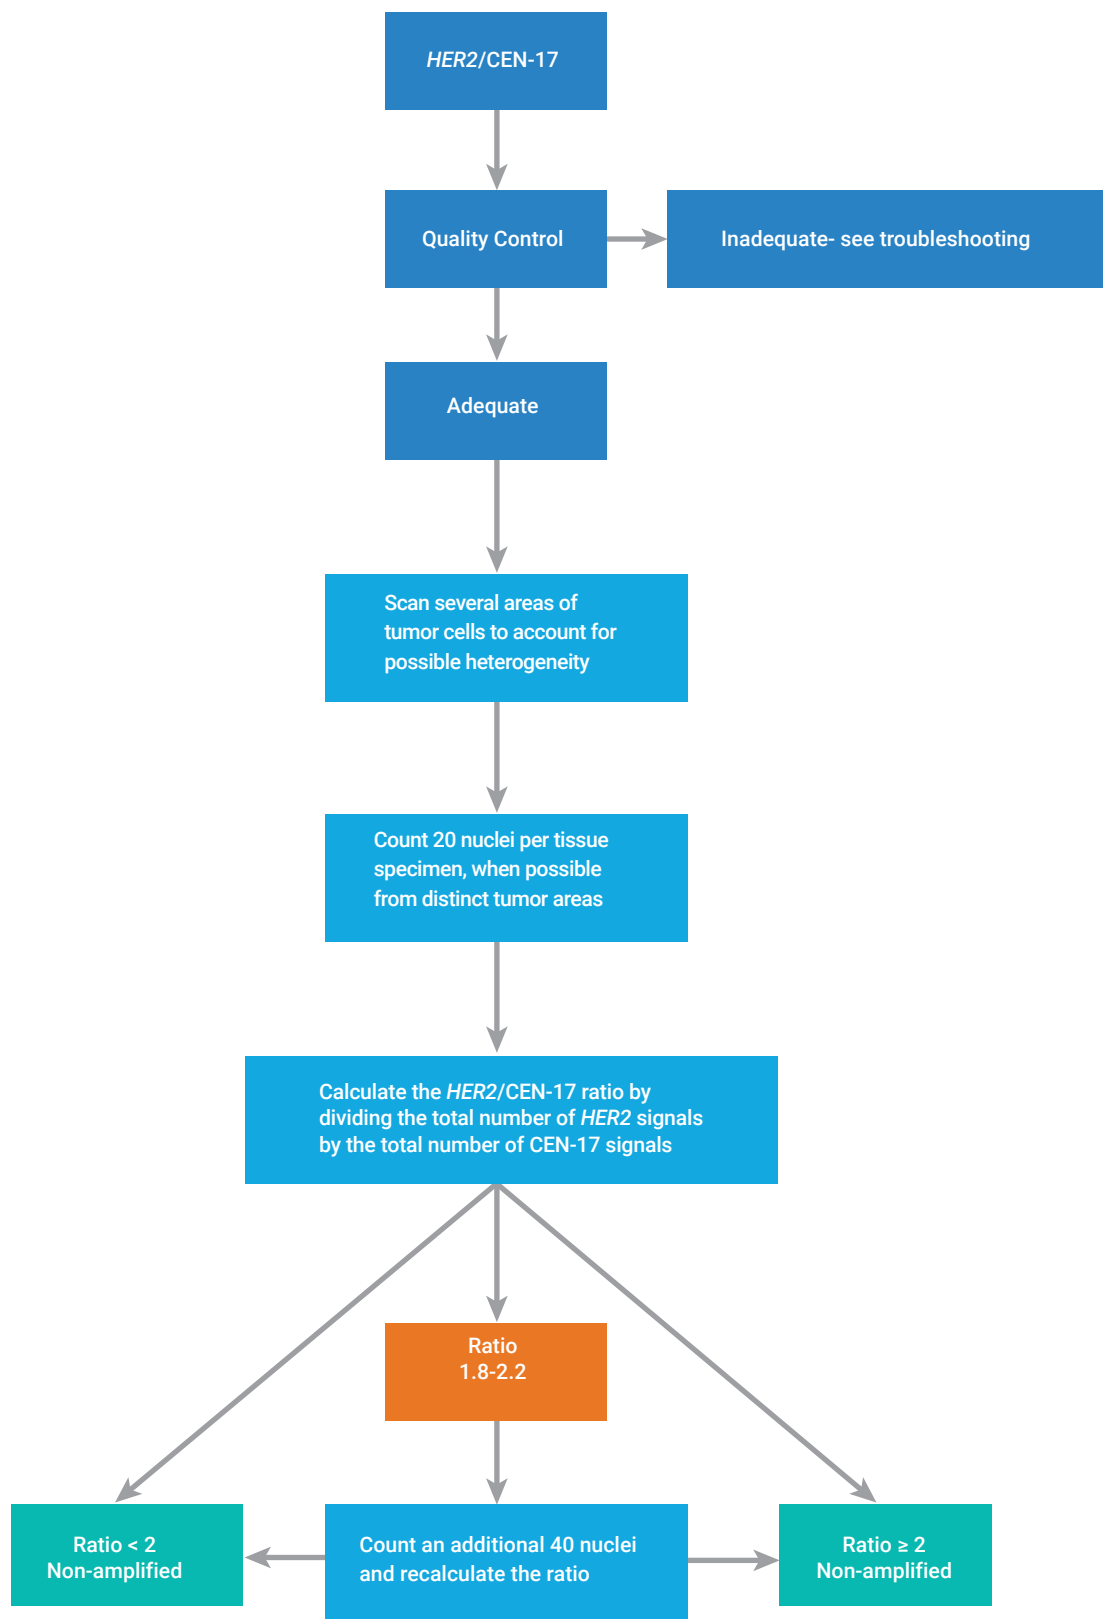 HER2/CEN-17
Quality Control
Inadequate- see troubleshooting
Adequate
Scan several areas of
tumor cells to account for
possible heterogeneity
Count 20 nuclei per tissue
specimen, when possible
from distinct tumor areas
Calculate the HER2/CEN-17 ratio by
dividing the total number of HER2 signals
by the total number of CEN-17 signals
Ratio
1.8-2.2
Ratio < 2
Non-amplified
Count an additional 40 nuclei
and recalculate the ratio
Ratio ≥ 2
Non-amplified